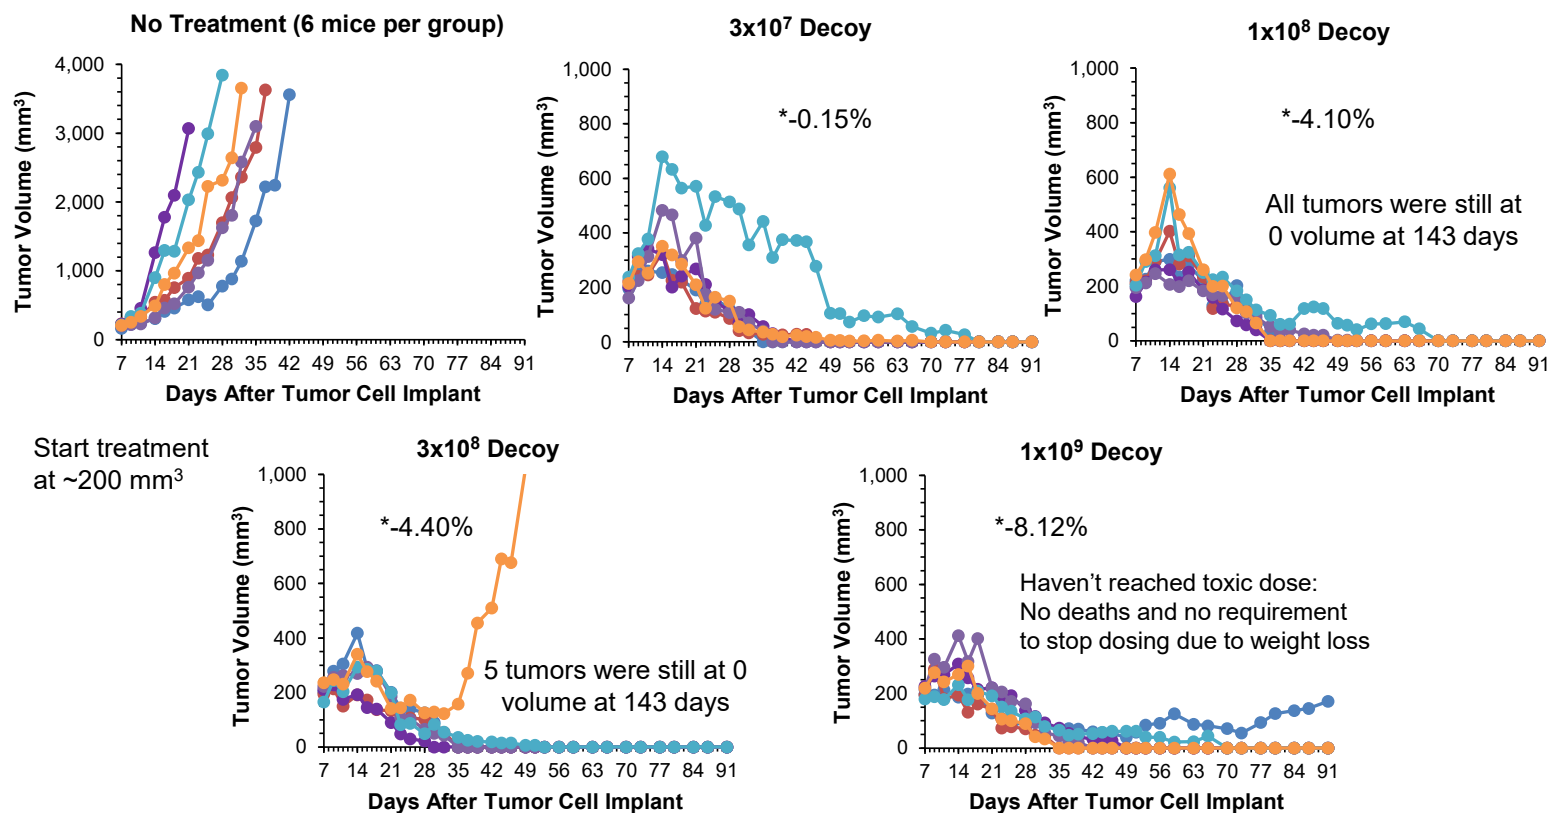 No Treatment (6 mice per group)
4,000
3,000
2,000
1,000
0
Tumor Volume (mm³)
7 14 21 28 35 42 49 56 63 70 77 84 91
Days After Tumor Cell Implant
3x10⁷ Decoy
1,000
800
600
400
200
0
Tumor Volume (mm³)
*-0.15%
7 14 21 28 35 42 49 56 63 70 77 84 91
Days After Tumor Cell Implant
1x10⁸ Decoy
1,000
800
600
400
200
0
Tumor Volume (mm³)
*-4.10%
All tumors were still at
0 volume at 143 days
7 14 21 28 35 42 49 56 63 70 77 84 91
Days After Tumor Cell Implant
Start treatment
at ~200 mm³
3x10⁸ Decoy
1,000
800
600
400
200
0
Tumor Volume (mm³)
*-4.40%
5 tumors were still at 0
volume at 143 days
7 14 21 28 35 42 49 56 63 70 77 84 91
Days After Tumor Cell Implant
1x10⁹ Decoy
1,000
800
600
400
200
0
Tumor Volume (mm³)
*-8.12%
Haven't reached toxic dose:
No deaths and no requirement
to stop dosing due to weight loss
7 14 21 28 35 42 49 56 63 70 77 84 91
Days After Tumor Cell Implant